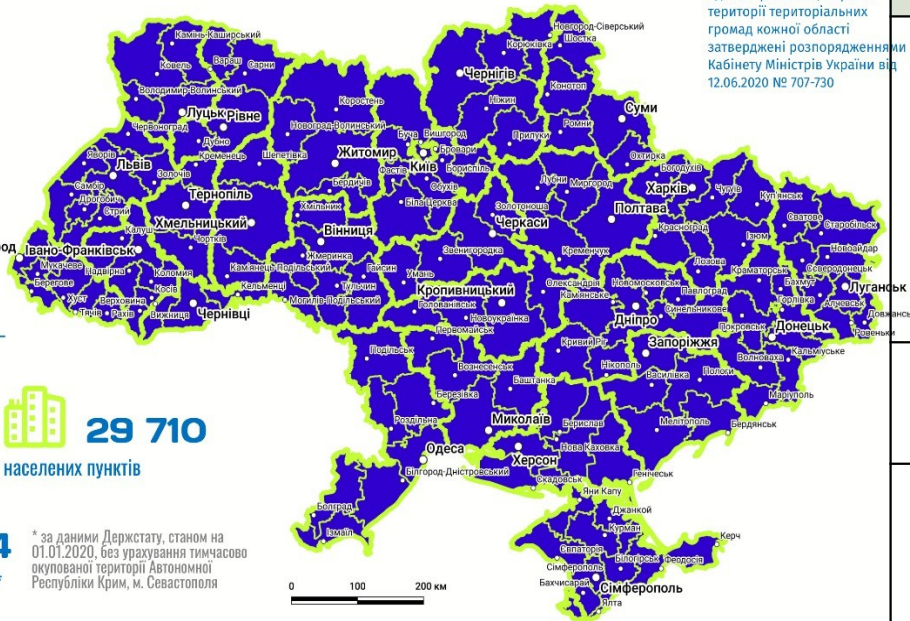 території територіальних
громад кожної області
затверджені розпорядженнями
Кабінету Міністрів України від
12.06.2020 № 707-730
Новгород-Сіверський
Камінь-Каширський
Шостка
Корюківка
Вараш
Сарни
Ковель
Чернігів
Конотоп
Володимир-Волинський
Коростень
Ніжин
Суми
Луцьк
Рівне
Червоноград
Новоград-Волинський
Ромни
Буча
Вишгород
Прилуки
Дубно
Кременець
Шепетівка
Житомир
Бровари
Охтирка
Богодухів
Яворів
Львів
Київ
Золочів
Фастів
Бориспіль
Харків
Чугуїв
Бердичів
Обухів
Лубни
Миргород
Куп'янськ
Самбір
Дрогобич
Тернопіль
Біла Церква
Золотоноша
Полтава
Стрий
Хмільник
Сватове
Хмельницький
Черкаси
Красноград
Старобільск
Калуш
Вінниця
Чортків
Ізюм
Івано-Франківськ
Звенигородка
Кременчук
Новоайдар
Жмеринка
Лозова
Мукачеве
Надвірна
Коломия
Кам'янець-Подільський
Гайсин
Умань
Краматорськ
Сєвєродонецьк
Берегове
Косів
Кельменці
Тульчин
Олександрія
Новомосковськ
Бахмут
Кропивницький
Кам'янське
Павлоград
Луганськ
Хуст
Верховина
Могилів-Подільський
Голованівськ
Горлівка
Алчевськ
Тячів
Рахів
Вижниця
Чернівці
Новоукраїнка
Дніпро
Синельникове
Довжанськ
Первомайськ
Покровськ
Донецьк
Ровеньки
Подільськ
Кривий Ріг
Запоріжжя
Кальміуське
Вознесенськ
Нікополь
Волноваха
Баштанка
Василівка
Пологи
Березівка
Маріуполь
Роздільна
Миколаїв
Берислав
Мелітополь
Бердянськ
29 710
населених пунктів
Одеса
Херсон
Нова Каховка
Білгород-Дністровський
Скадовськ
Генічеськ
Яни Капу
Болград
Джанкой
Ізмаїл
Курман
Керч
* за даними Держстату, станом на
01.01.2020, без урахування тимчасово
окупованої території Автономної
Республіки Крим, м. Севастополя
Євпаторія
Сімферополь
Білогірськ
Феодосія
Бахчисарай
Сімферополь
Ялта
0 100 200 км